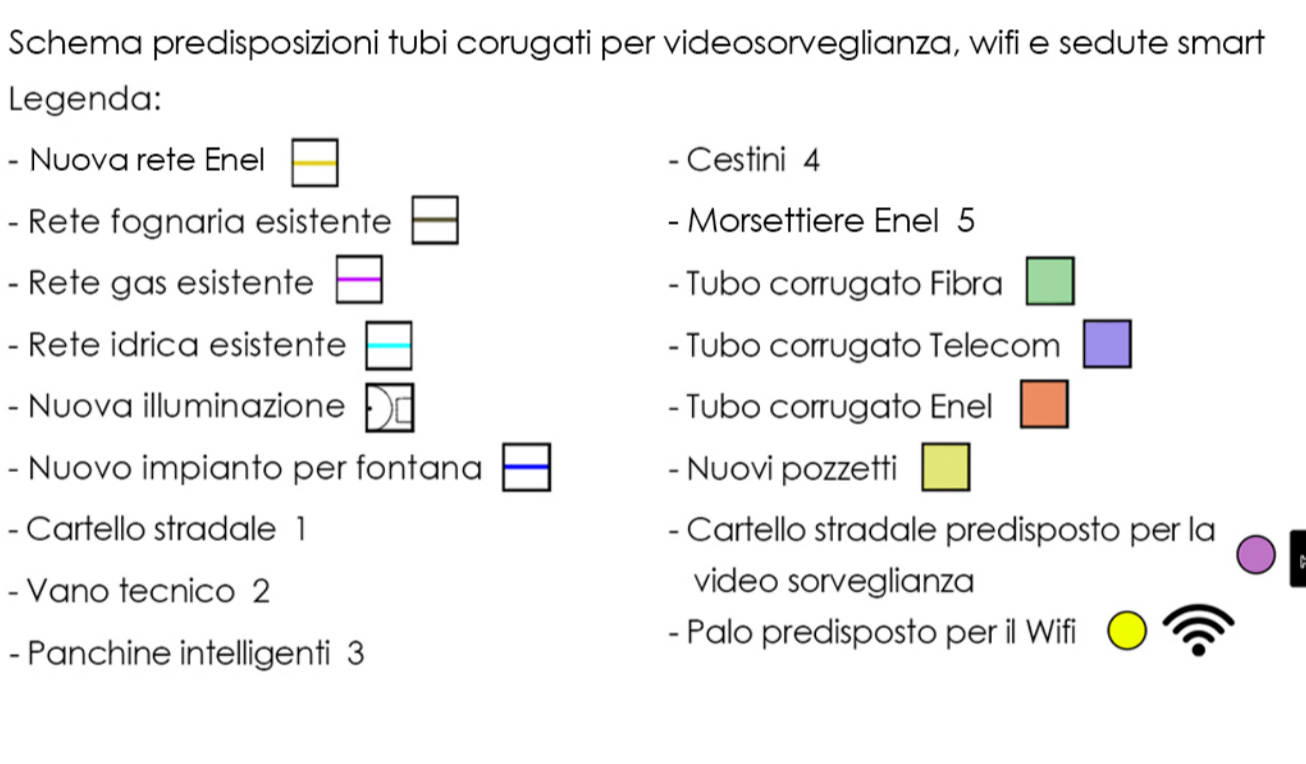 Schema predisposizioni tubi corugati per videosorveglianza, wifi e sedute smart
Legenda:
- Nuova rete Enel
- Rete fognaria esistente
- Rete gas esistente
- Rete idrica esistente
- Nuova illuminazione
- Nuovo impianto per fontana
- Cartello stradale 1
- Vano tecnico 2
- Panchine intelligenti 3
- Cestini 4
- Morsettiere Enel 5
- Tubo corrugato Fibra
- Tubo corrugato Telecom
- Tubo corrugato Enel
- Nuovi pozzetti
- Cartello stradale predisposto per la
video sorveglianza
- Palo predisposto per il Wifi